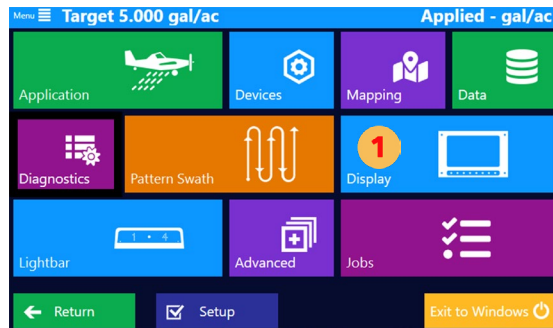 Menu Target 5.000 gal/ac Applied - gal/ac
Application Devices Mapping Data
1
Diagnostics Pattern Swath Display
1 • 4
Lightbar Advanced Jobs
Return Setup Exit to Windows